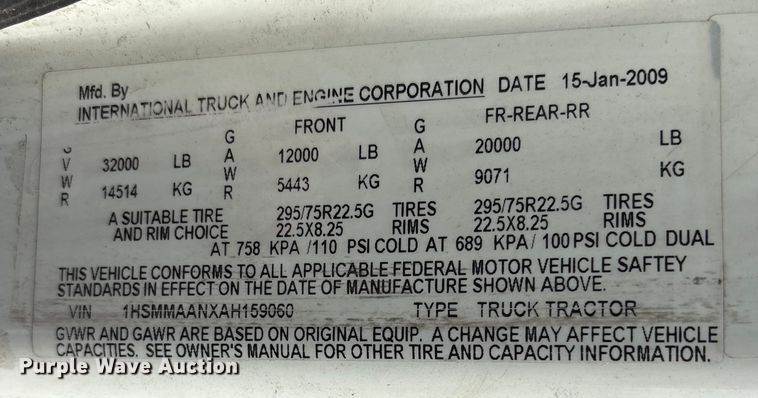 Mfd. By
INTERNATIONAL TRUCK AND ENGINE CORPORATION DATE 15-Jan-2009
FRONT FR-REAR-RR
GVWR 32000 LB GAWR 12000 LB GAWR 20000 LB
14514 KG 5443 KG 9071 KG
A SUITABLE TIRE 295/75R22.5G TIRES 295/75R22.5G TIRES
AND RIM CHOICE 22.5X8.25 RIMS 22.5X8.25 RIMS
AT 758 KPA /110 PSI COLD AT 689 KPA/ 100 PSI COLD DUAL
THIS VEHICLE CONFORMS TO ALL APPLICABLE FEDERAL MOTOR VEHICLE SAFTEY
STANDARDS IN EFFECT ON THE DATE OF MANUFACTURE SHOWN ABOVE.
VIN 1HSMMAANXAH159060 TYPE TRUCK TRACTOR
GVWR AND GAWR ARE BASED ON ORIGINAL EQUIP. A CHANGE MAY AFFECT VEHICLE
CAPACITIES. SEE OWNER'S MANUAL FOR OTHER TIRE AND CAPACITY INFORMATION.
Purple Wave Auction